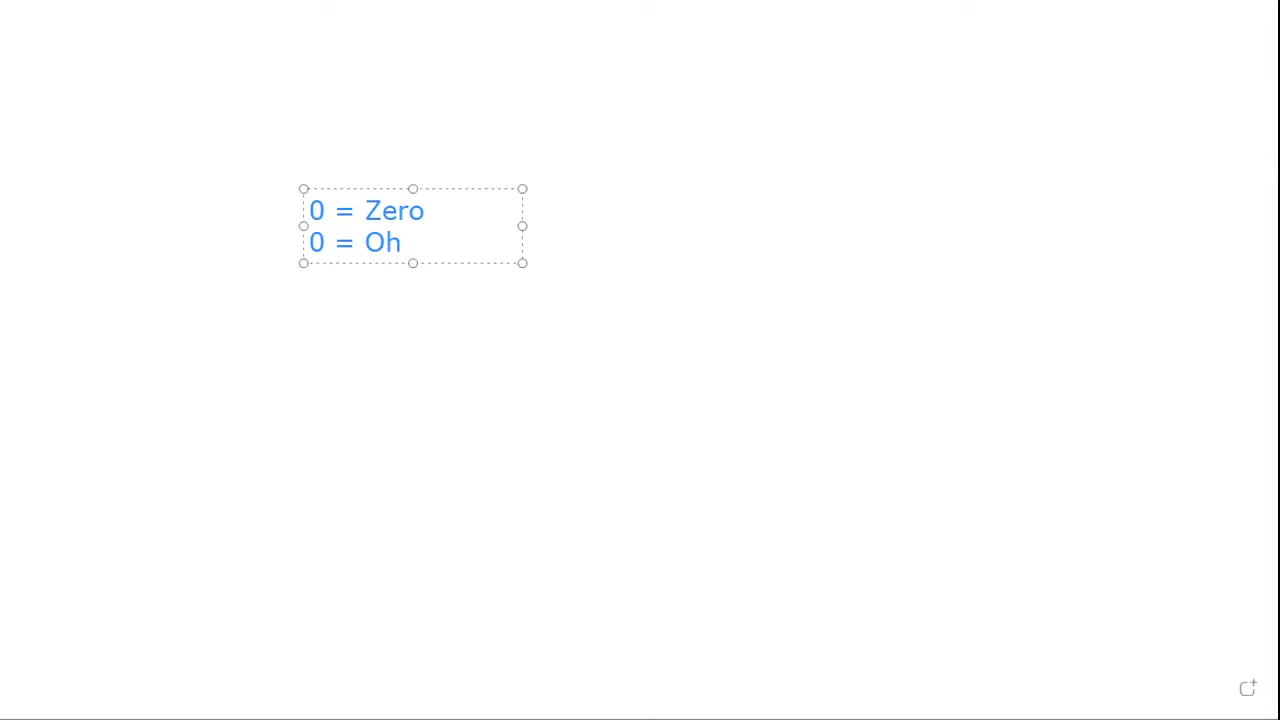 0 = Zero
0 = Oh